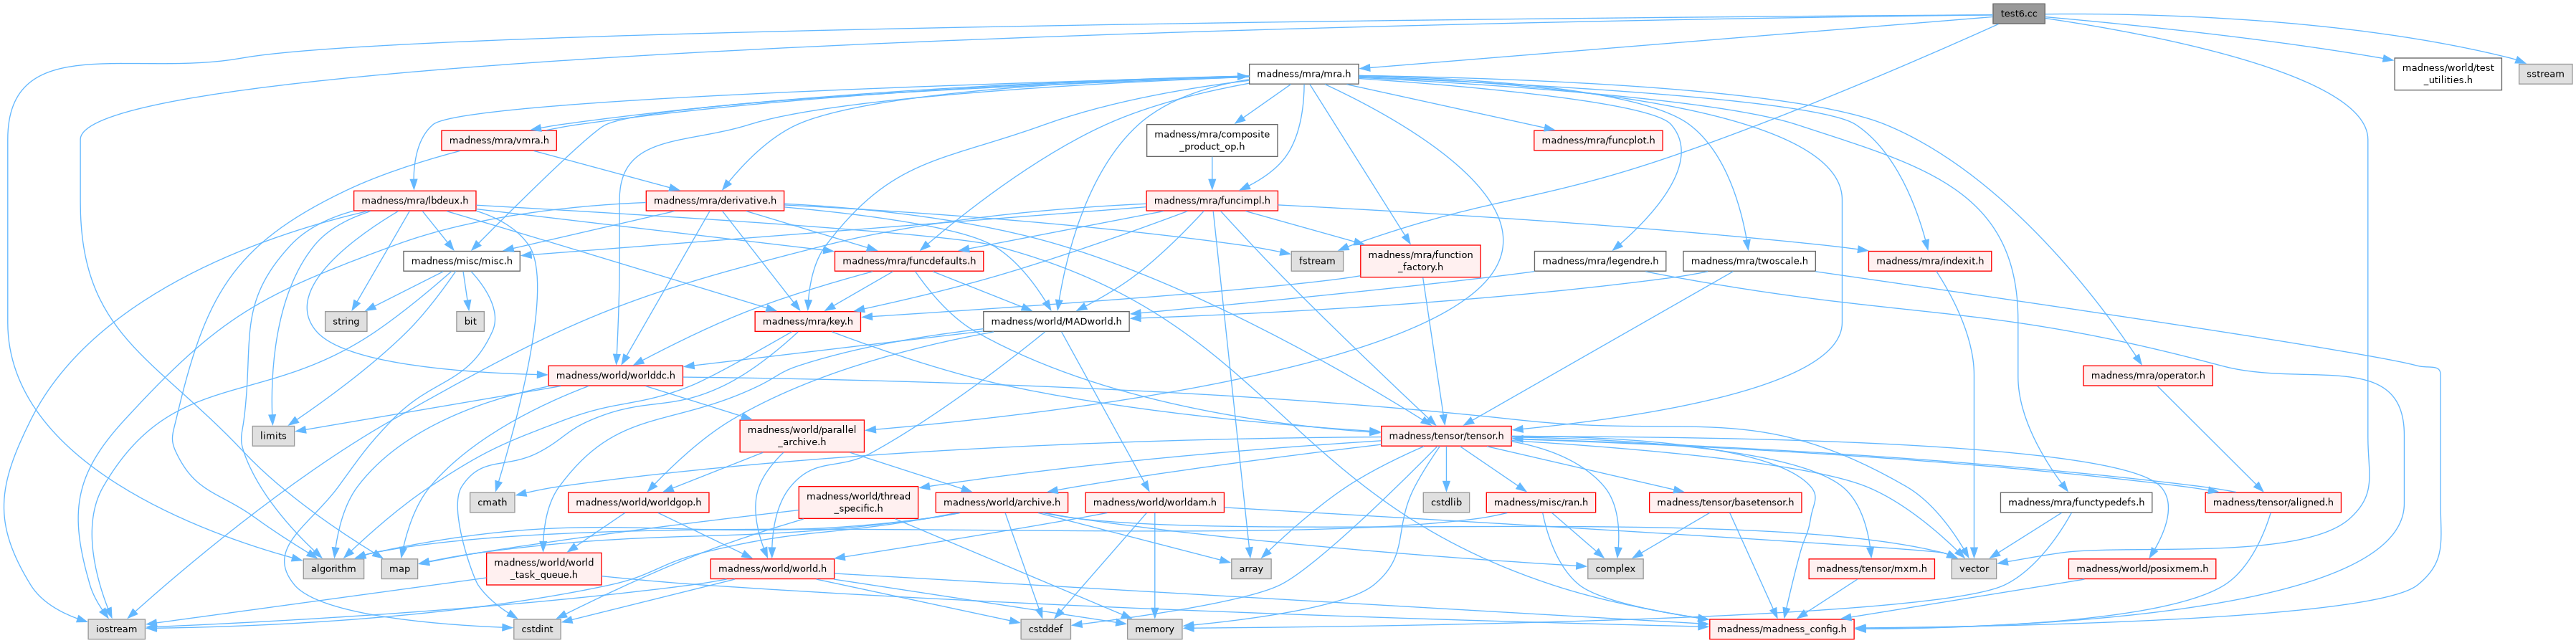 test6.cc
madness/mra/mra.h
madness/world/test
_utilities.h
sstream
madness/mra/vmra.h
madness/mra/composite
_product_op.h
madness/mra/funcplot.h
madness/mra/lbdeux.h
madness/mra/derivative.h
madness/mra/funcimpl.h
madness/misc/misc.h
madness/mra/funcdefaults.h
fstream
madness/mra/function
_factory.h
madness/mra/legendre.h
madness/mra/twoscale.h
madness/mra/indexit.h
string
bit
madness/mra/key.h
madness/world/MADworld.h
madness/world/worlddc.h
madness/mra/operator.h
limits
madness/world/parallel
_archive.h
madness/tensor/tensor.h
cmath
madness/world/worldgop.h
madness/world/thread
_specific.h
madness/world/archive.h
madness/world/worldam.h
cstdlib
madness/misc/ran.h
madness/tensor/basetensor.h
madness/mra/functypedefs.h
madness/tensor/aligned.h
algorithm
map
madness/world/world
_task_queue.h
madness/world/world.h
array
complex
madness/tensor/mxm.h
vector
madness/world/posixmem.h
iostream
cstdint
cstddef
memory
madness/madness_config.h